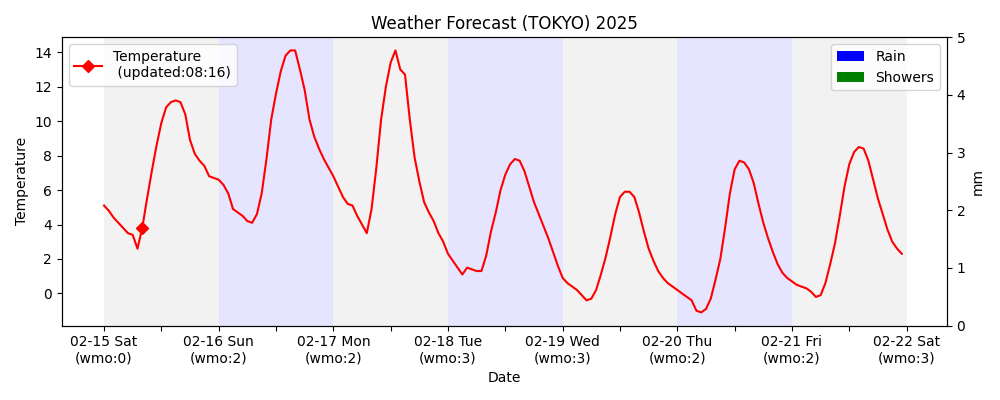 Weather Forecast (TOKYO) 2025
Temperature
(updated:08:16)
Rain
Showers
14
12
10
8
6
4
2
0
Temperature
5
4
3
2
1
0
mm
02-15 Sat
(wmo:0)
02-16 Sun
(wmo:2)
02-17 Mon
(wmo:2)
02-18 Tue
(wmo:3)
02-19 Wed
(wmo:3)
02-20 Thu
(wmo:2)
02-21 Fri
(wmo:2)
02-22 Sat
(wmo:3)
Date